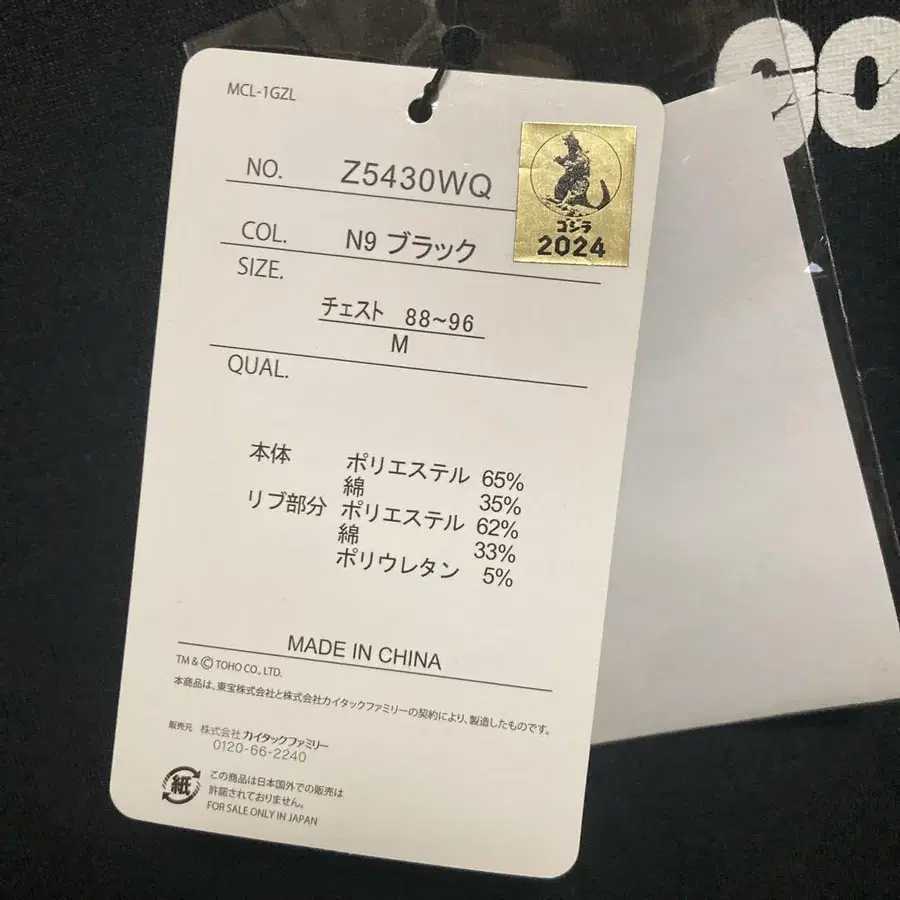 GO
MCL-1GZL
NO. Z5430WQ
ゴジラ
2024
COL. N9 ブラック
SIZE.
チェスト 88~96
M
QUAL.
本体 ポリエステル 65%
綿 35%
リブ部分 ポリエステル 62%
綿 33%
ポリウレタン 5%
MADE IN CHINA
TM & © TOHO CO., LTD.
本商品は、東宝株式会社と株式会社カイタックファミリーの契約により、製造したものです。
販売元 株式会社 カイタックファミリー
0120-66-2240
紙
この商品は日本国外での販売は
許諾されておりません。
FOR SALE ONLY IN JAPAN